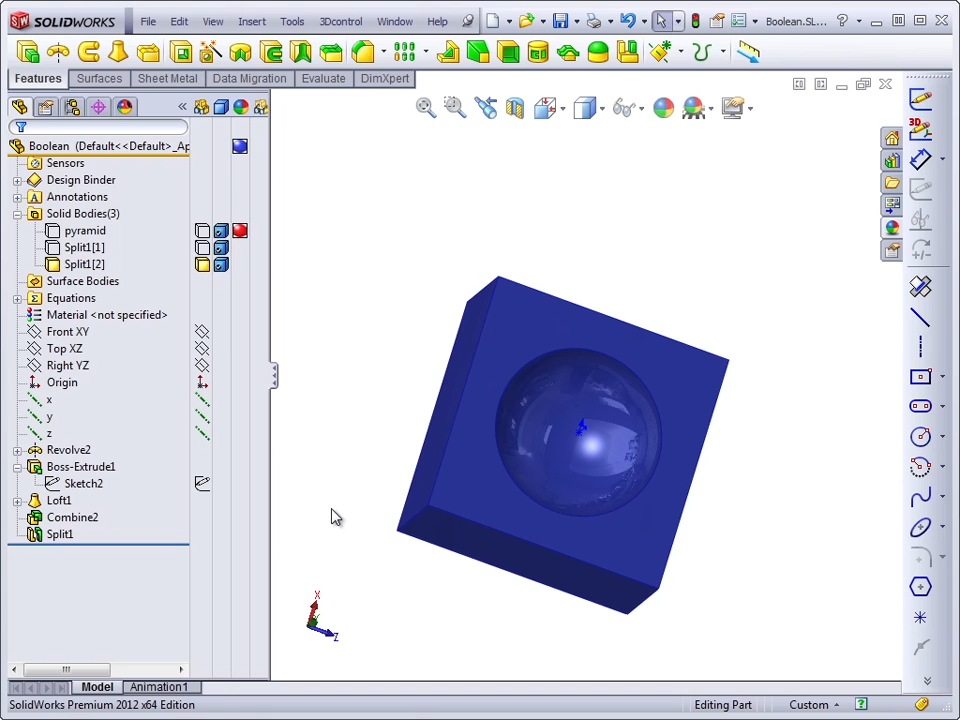 SOLIDWORKS File Edit View Insert Tools 3Dcontrol Window Help Boolean.SL...
Features Surfaces Sheet Metal Data Migration Evaluate DimXpert
Boolean (Default<<Default>_Ap
Sensors
Design Binder
Annotations
Solid Bodies(3)
pyramid
Split1[1]
Split1[2]
Surface Bodies
Equations
Material <not specified>
Front XY
Top XZ
Right YZ
Origin
x
y
z
Revolve2
Boss-Extrude1
Sketch2
Loft1
Combine2
Split1
3D
X
Z
Model Animation1
SolidWorks Premium 2012 x64 Edition Editing Part Custom